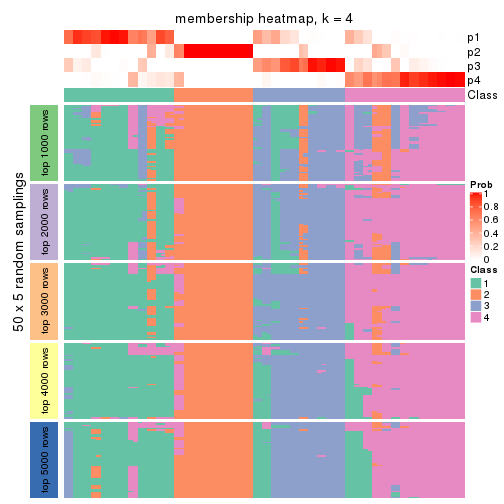 membership heatmap, k = 4
p1
p2
p3
p4
Class
50 x 5 random samplings
top 1000 rows
top 2000 rows
top 3000 rows
top 4000 rows
top 5000 rows
Prob
1
0.8
0.6
0.4
0.2
0
Class
1
2
3
4